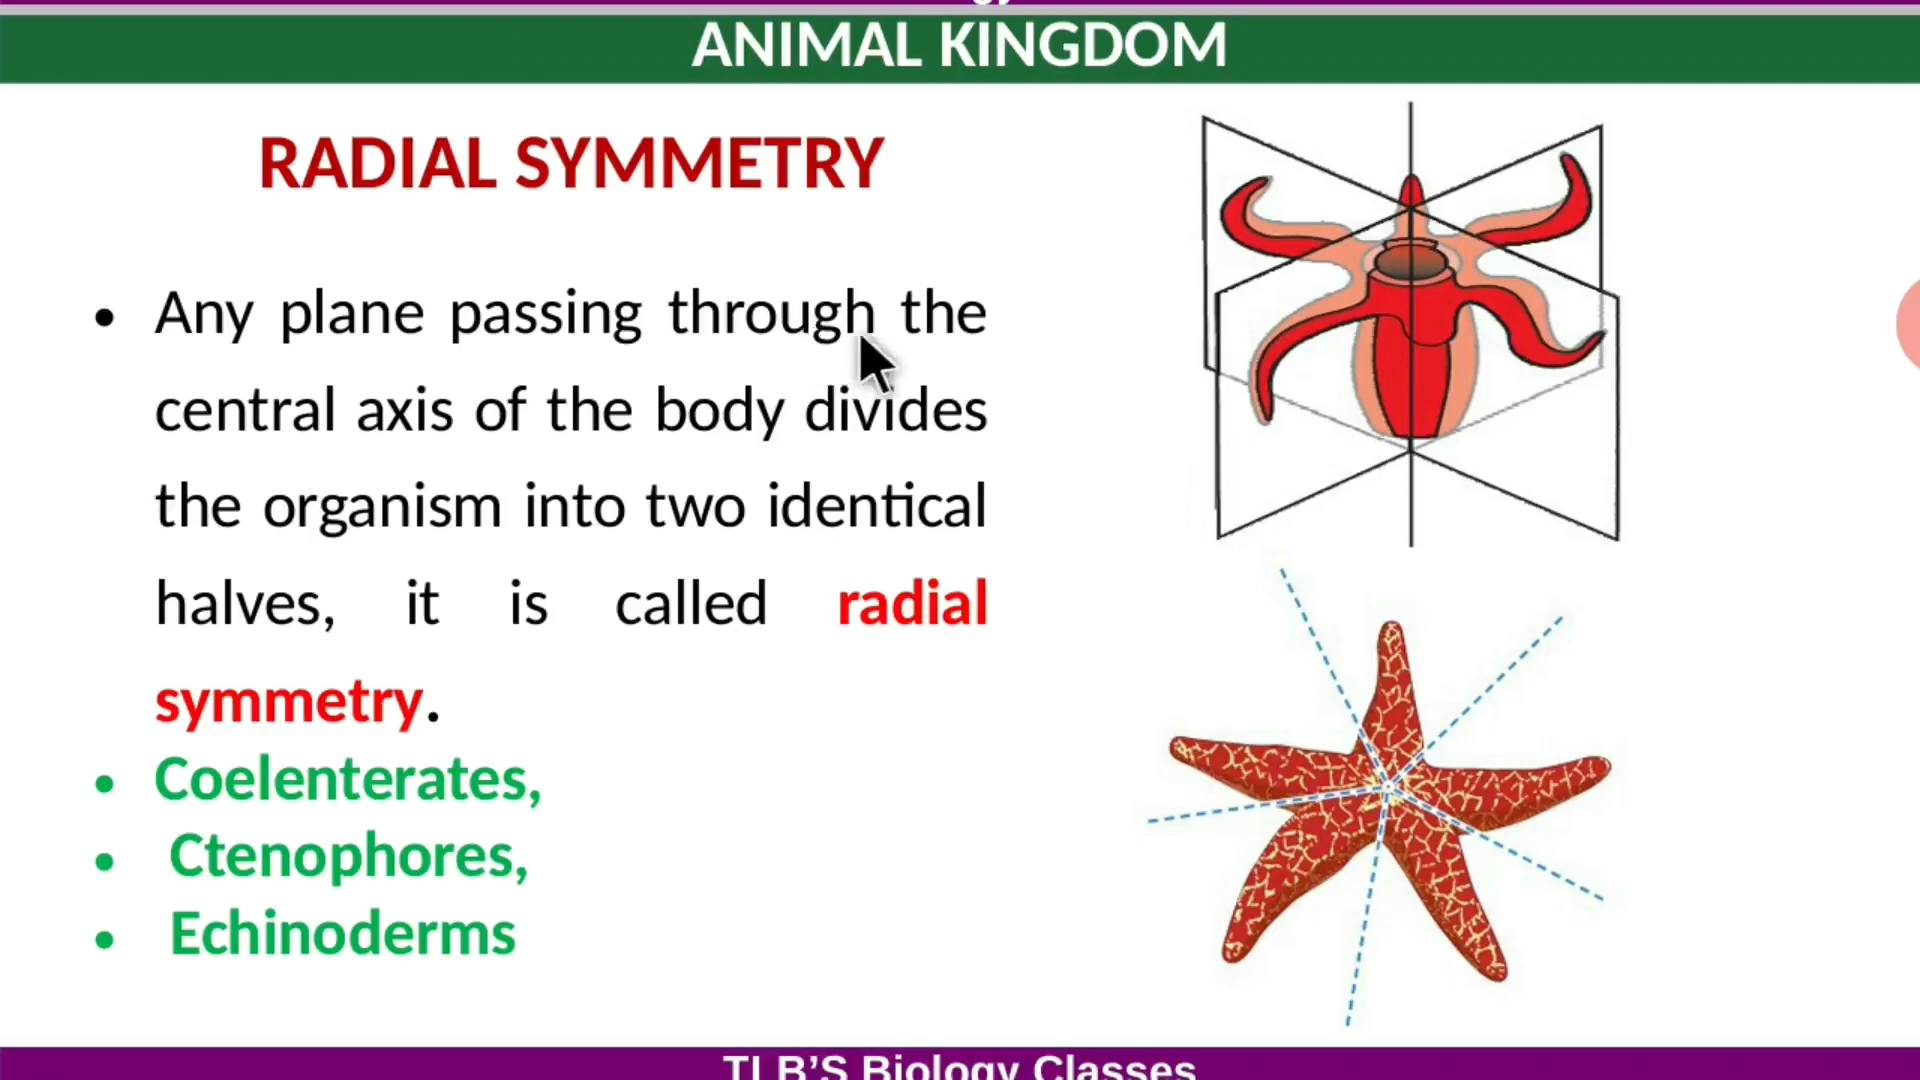 ANIMAL KINGDOM
RADIAL SYMMETRY
• Any plane passing through the
central axis of the body divides
the organism into two identical
halves, it is called radial
symmetry.
• Coelenterates,
• Ctenophores,
• Echinoderms
TLB'S Biology Classes